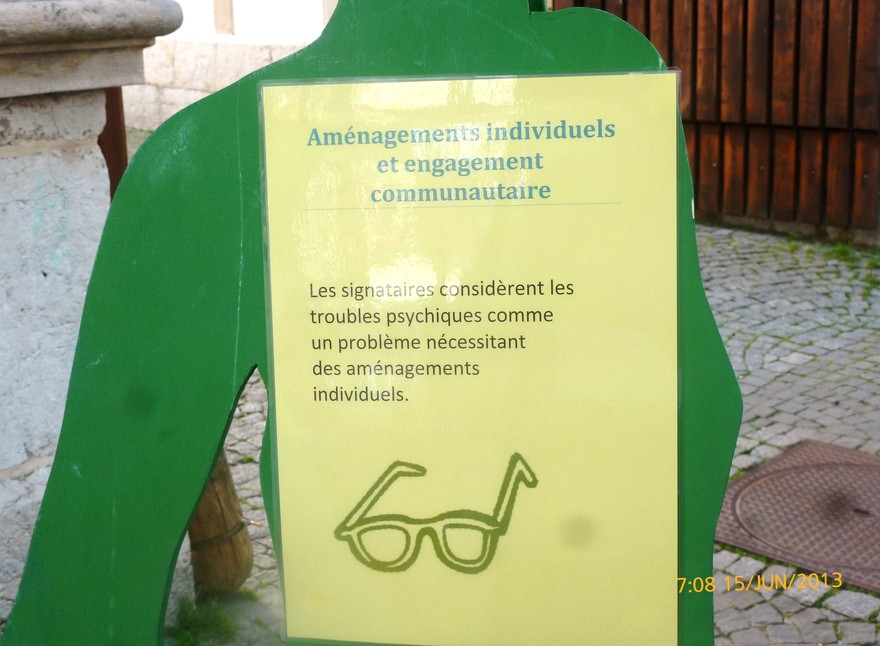 Aménagements individuels
et engagement
communautaire
Les signataires considèrent les
troubles psychiques comme
un problème nécessitant
des aménagements
individuels.
7:08 15/JUN/2013